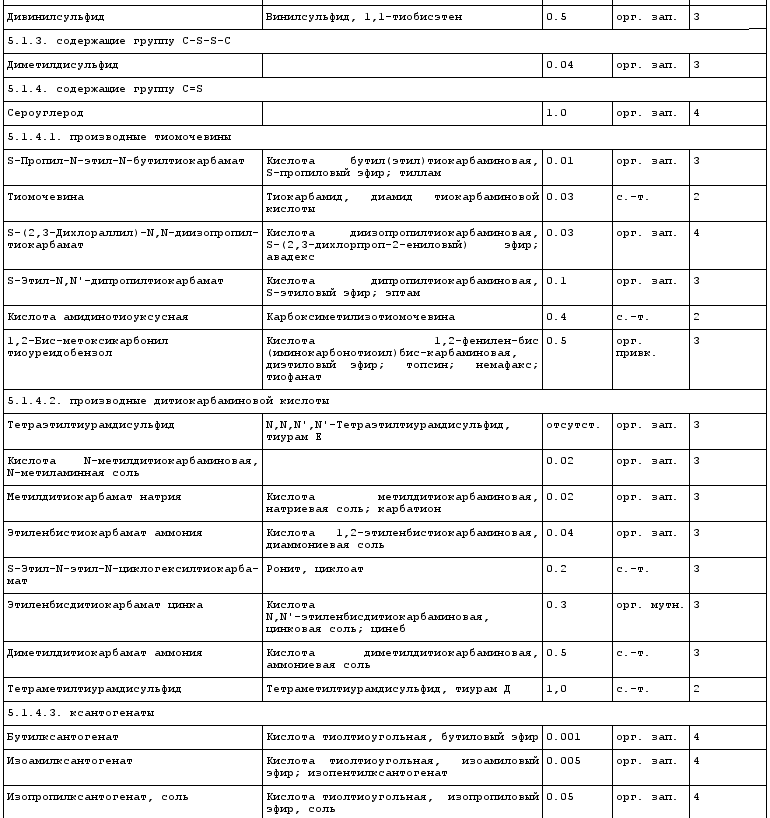 Дивинилсульфид Винилсульфид, 1,1-тиобисэтен 0.5 орг. зап. 3
5.1.3. содержащие группу C-S-S-C
Диметилдисульфид 0.04 орг. зап. 3
5.1.4. содержащие группу C=S
Сероуглерод 1.0 орг. зап. 4
5.1.4.1. производные тиомочевины
S-Пропил-N-этил-N-бутилтиокарбамат Кислота бутил(этил)тиокарбаминовая, 0.01 орг. зап. 3
S-пропиловый эфир; тиллам
Тиомочевина Тиокарбамид, диамид тиокарбаминовой 0.03 с.-т. 2
кислоты
S-(2,3-Дихлораллил)-N,N-диизопропил- Кислота диизопропилтиокарбаминовая, 0.03 орг. зап. 4
тиокарбамат S-(2,3-дихлорпроп-2-ениловый) эфир;
авадекс
S-Этил-N,N'-дипропилтиокарбамат Кислота дипропилтиокарбаминовая, 0.1 орг. зап. 3
S-этиловый эфир; эптам
Кислота амидинотиоуксусная Карбоксиметилизотиомочевина 0.4 с.-т. 2
1,2-Бис-метоксикарбонил Кислота 1,2-фенилен-бис 0.5 орг. 3
тиоуреидобензол (иминокарбонотиоил)бис-карбаминовая, привк.
диэтиловый эфир; топсин; немафакс;
тиофанат
5.1.4.2. производные дитиокарбаминовой кислоты
Тетраэтилтиурамдисульфид N,N,N',N'-Тетраэтилтиурамдисульфид, отсутст. орг. зап. 3
тиурам Е
Кислота N-метилдитиокарбаминовая, 0.02 орг. зап. 3
N-метиламинная соль
Метилдитиокарбамат натрия Кислота метилдитиокарбаминовая, 0.02 орг. зап. 3
натриевая соль; карбатион
Этиленбистиокарбамат аммония Кислота 1,2-этиленбистиокарбаминовая, 0.04 орг. зап. 3
диаммониевая соль
S-Этил-N-этил-N-циклогексилтиокарба- Ронит, циклоат 0.2 с.-т. 3
мат
Этиленбисдитиокарбамат цинка Кислота 0.3 орг. мутн. 3
N,N'-этиленбисдитиокарбаминовая,
цинковая соль; цинеб
Диметилдитиокарбамат аммония Кислота диметилдитиокарбаминовая, 0.5 с.-т. 3
аммониевая соль
Тетраметилтиурамдисульфид Тетраметилтиурамдисульфид, тиурам Д 1,0 с.-т. 2
5.1.4.3. ксантогенаты
Бутилксантогенат Кислота тиолтиоугольная, бутиловый эфир 0.001 орг. зап. 4
Изоамилксантогенат Кислота тиолтиоугольная, изоамиловый 0.005 орг. зап. 4
эфир; изопентилксантогенат
Изопропилксантогенат, соль Кислота тиолтиоугольная, изопропиловый 0.05 орг. зап. 4
эфир, соль